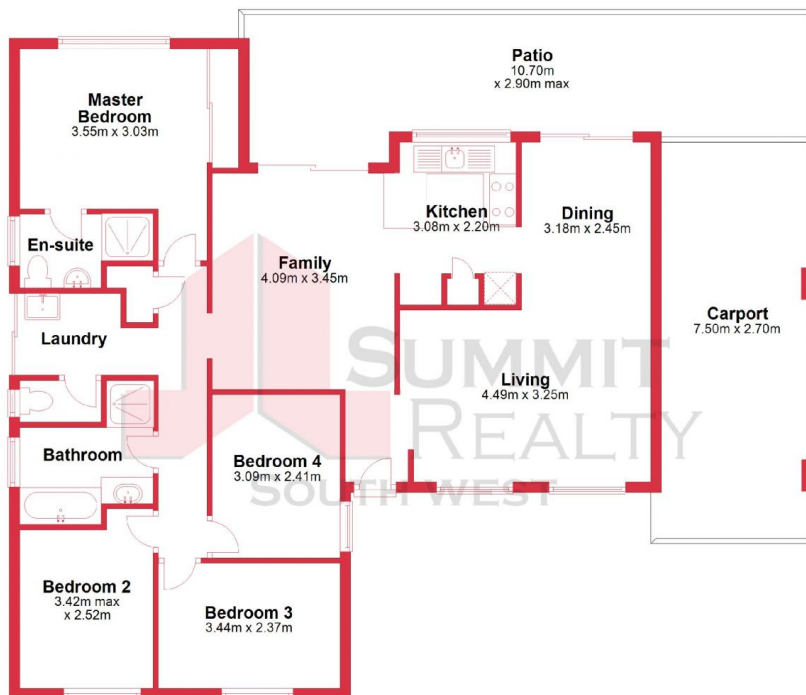 Patio
10.70m
x 2.90m max
Master
Bedroom
3.55m x 3.03m
Kitchen
3.08m x 2.20m
Dining
3.18m x 2.45m
En-suite
Family
4.09m x 3.45m
Laundry
Carport
7.50m x 2.70m
Living
4.49m x 3.25m
SUMMIT
REALTY
SOUTH WEST
Bathroom
Bedroom 4
3.09m x 2.41m
Bedroom 2
3.42m max
x 2.52m
Bedroom 3
3.44m x 2.37m